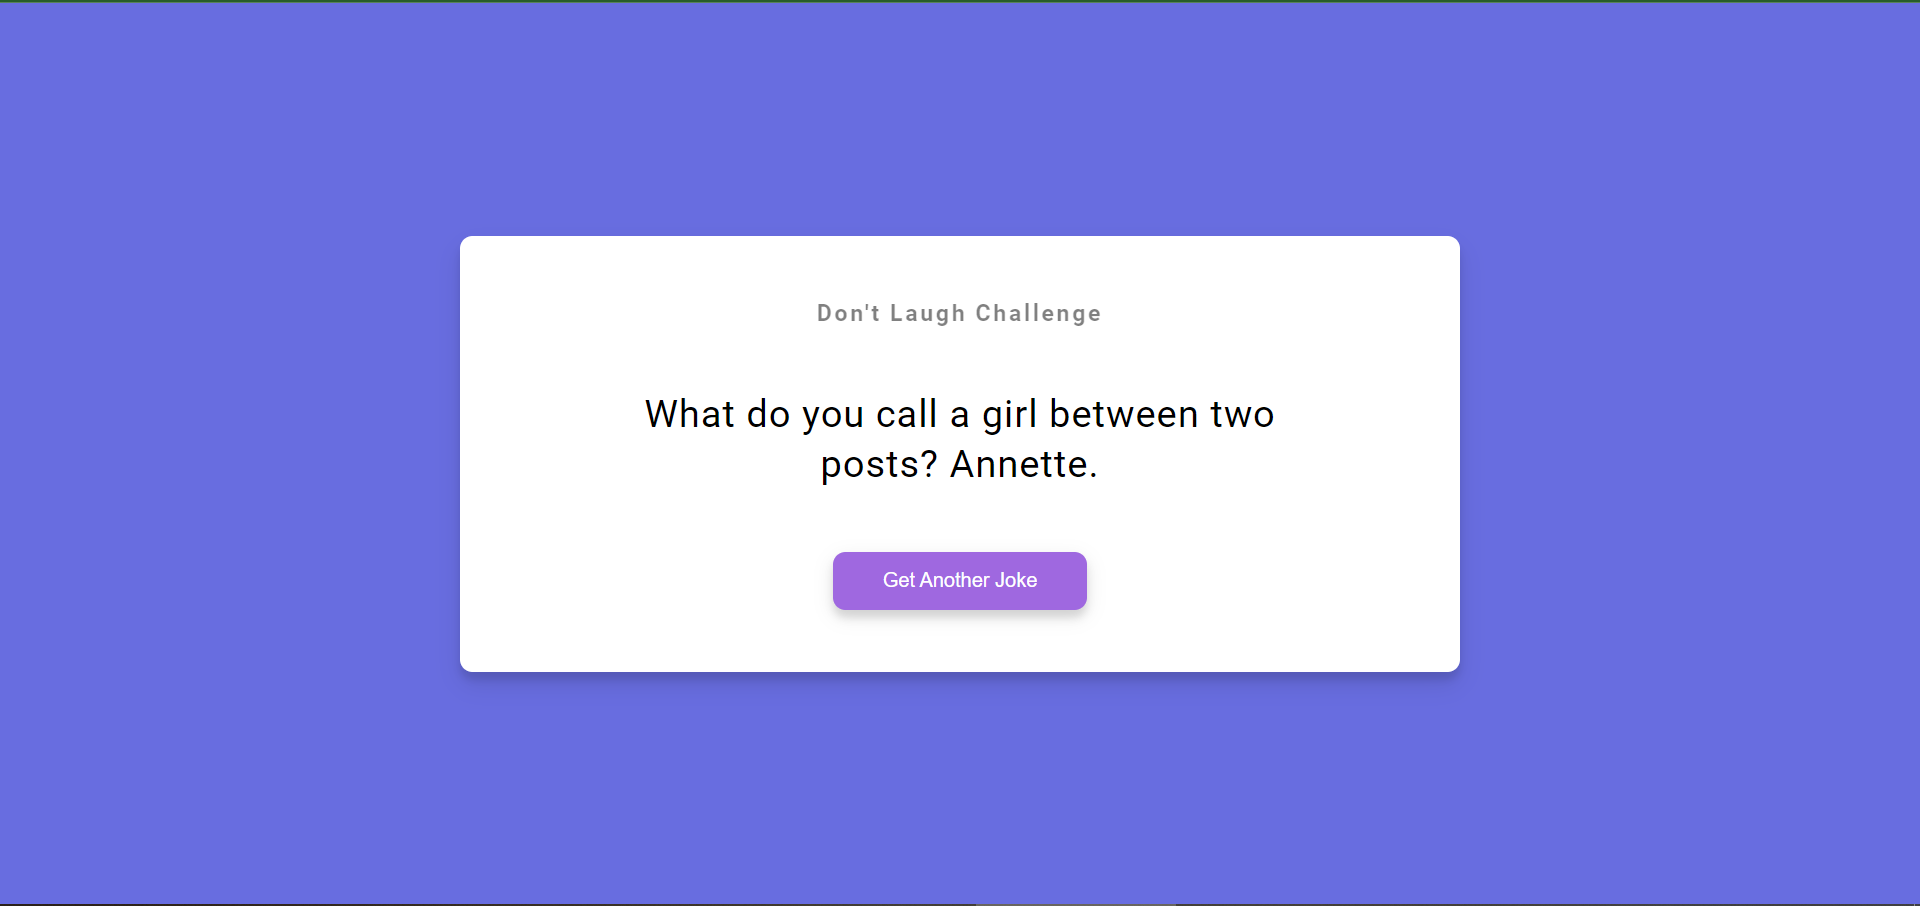 Don't Laugh Challenge
What do you call a girl between two
posts? Annette.
Get Another Joke